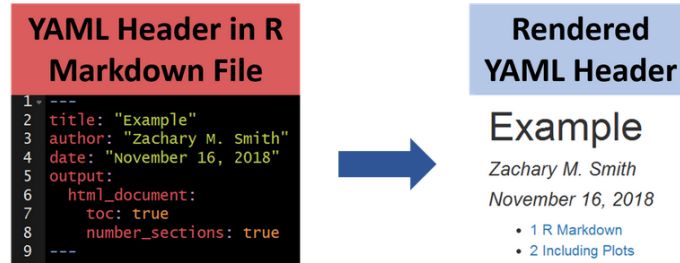 YAML Header in R
Markdown File
1 ---
2 title: "Example"
3 author: "Zachary M. Smith"
4 date: "November 16, 2018"
5 output:
6   html_document:
7     toc: true
8     number_sections: true
9 ---
Rendered
YAML Header
Example
Zachary M. Smith
November 16, 2018
• 1 R Markdown
• 2 Including Plots